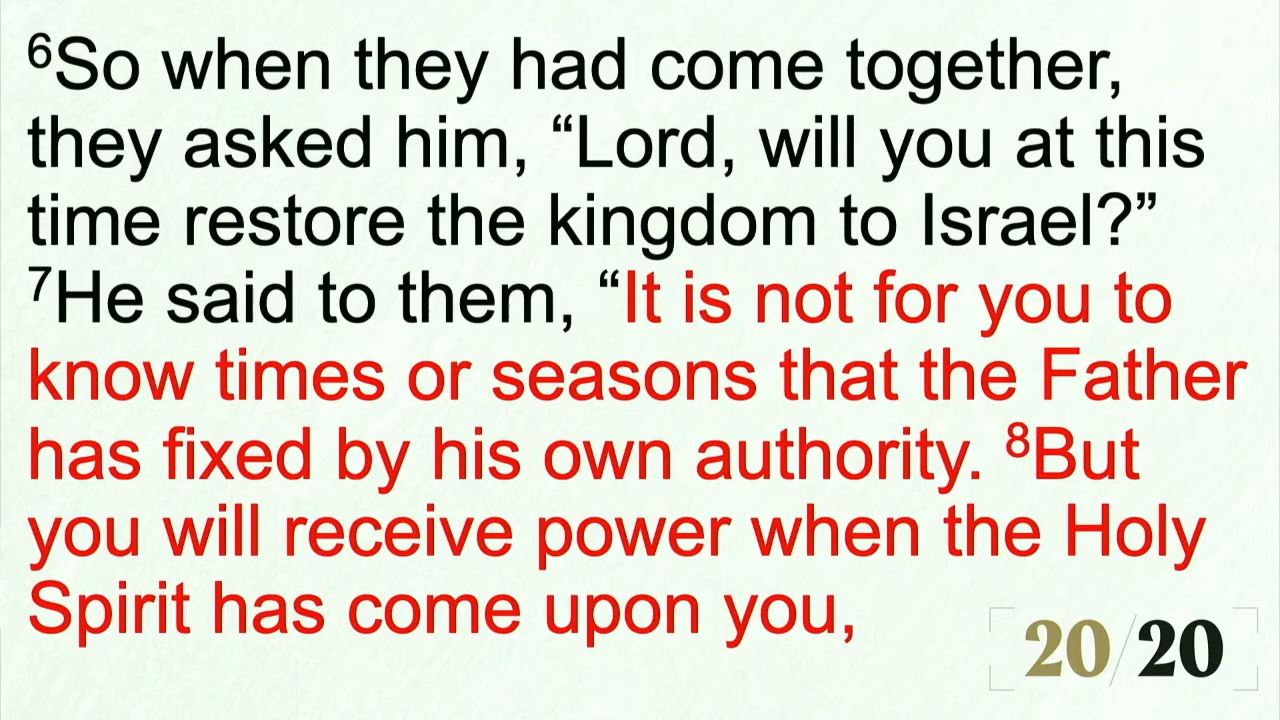 ⁶So when they had come together,
they asked him, “Lord, will you at this
time restore the kingdom to Israel?”
⁷He said to them, “It is not for you to
know times or seasons that the Father
has fixed by his own authority. ⁸But
you will receive power when the Holy
Spirit has come upon you,
20/20